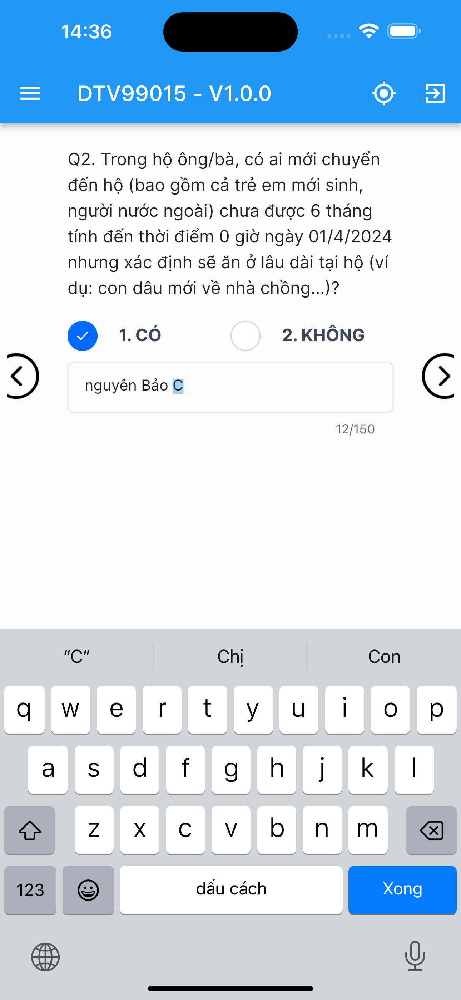 14:36
DTV99015 - V1.0.0
Q2. Trong hộ ông/bà, có ai mới chuyển
đến hộ (bao gồm cả trẻ em mới sinh,
người nước ngoài) chưa được 6 tháng
tính đến thời điểm 0 giờ ngày 01/4/2024
nhưng xác định sẽ ăn ở lâu dài tại hộ (ví
dụ: con dâu mới về nhà chồng...)?
1. CÓ 2. KHÔNG
nguyên Bảo C
12/150
“C” Chị Con
q w e r t y u i o p
a s d f g h j k l
z x c v b n m
123 dấu cách Xong